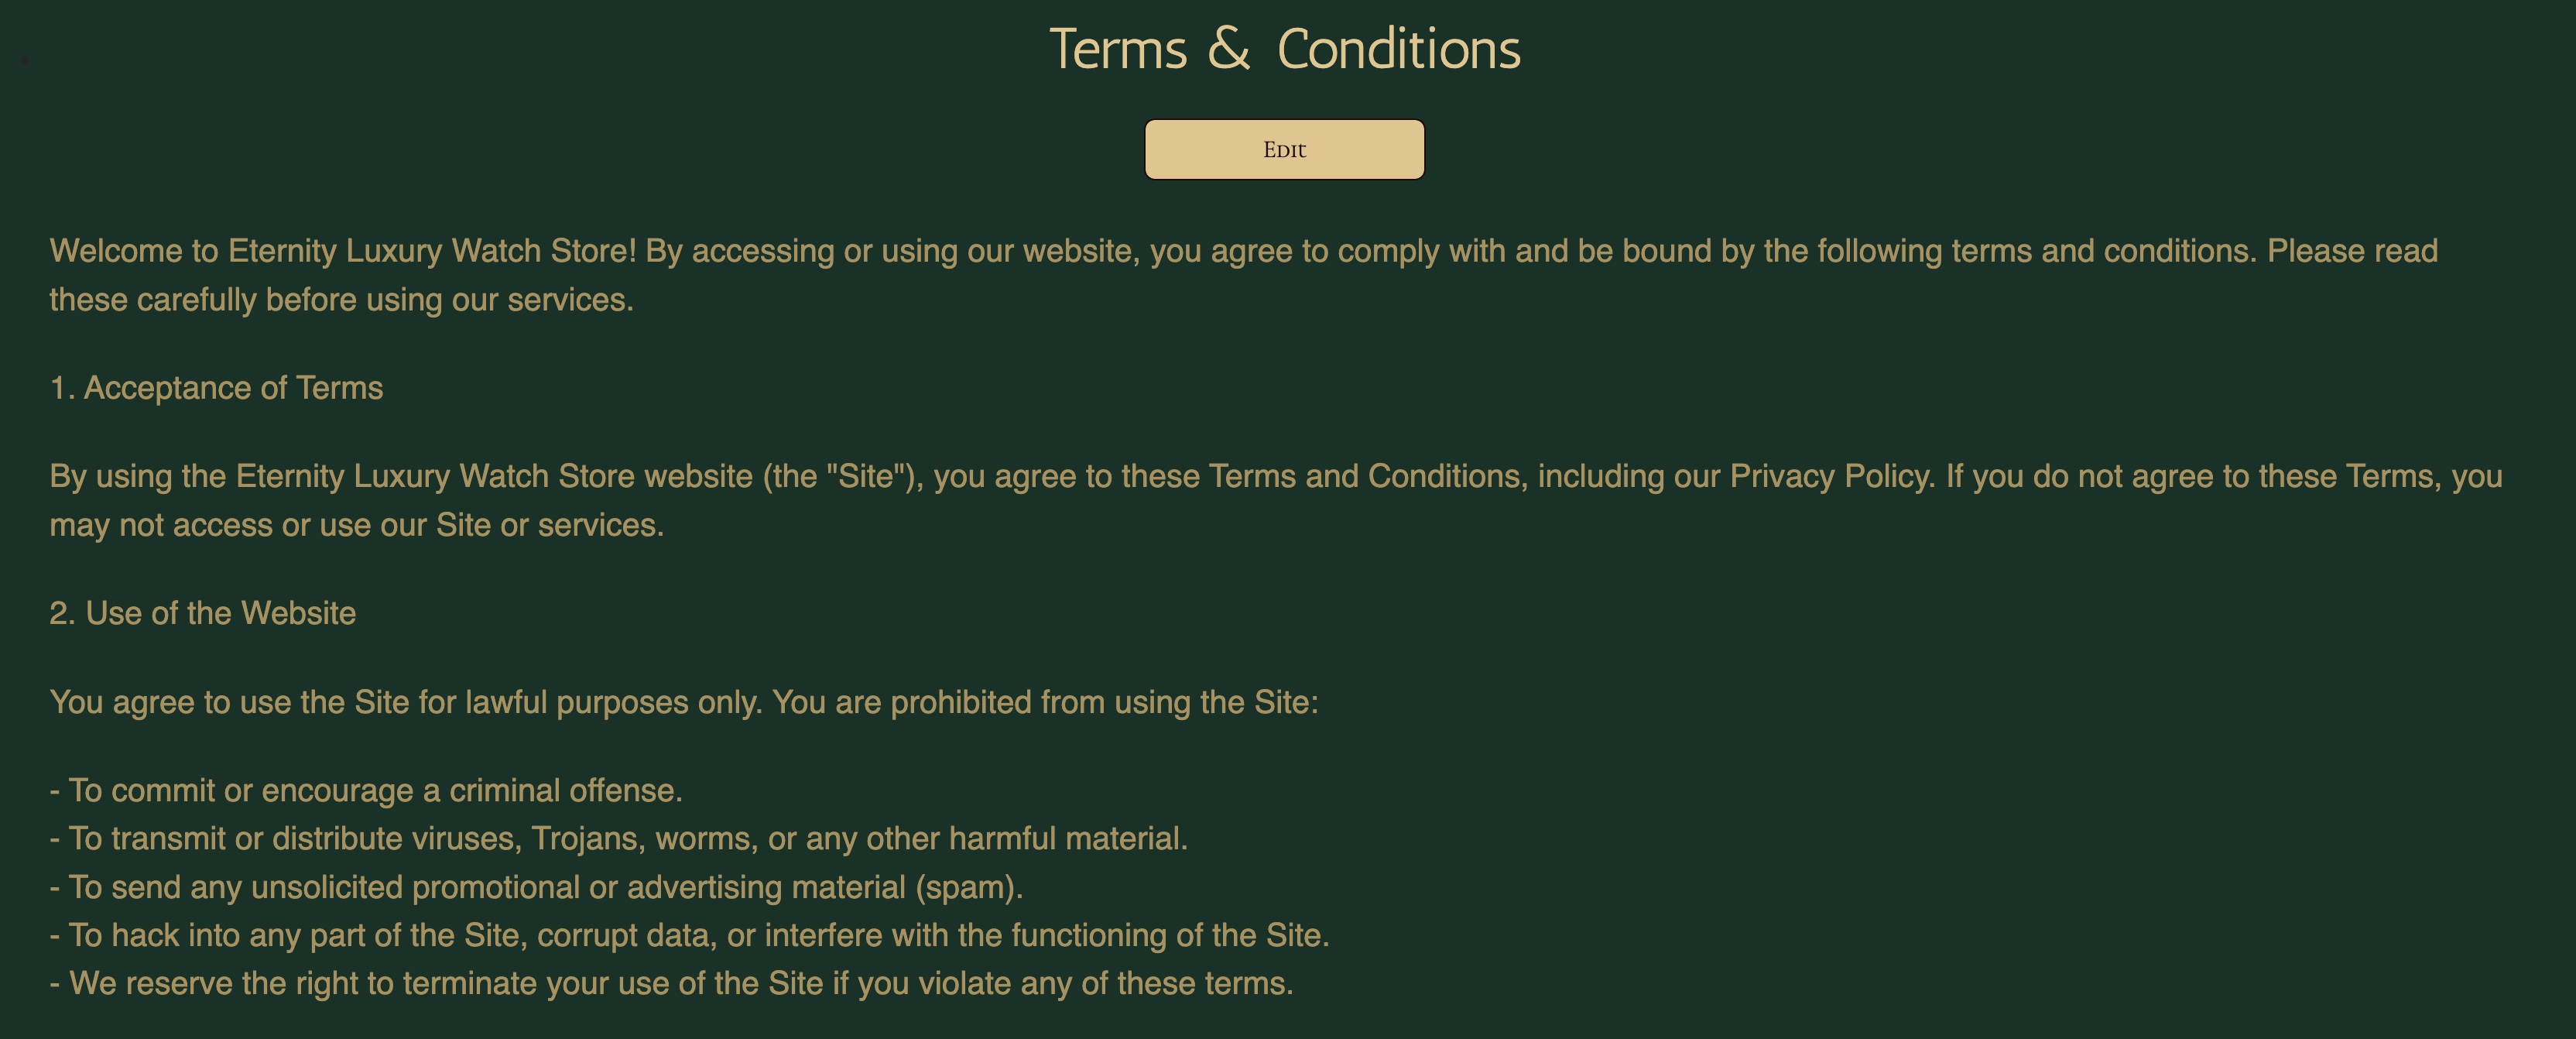 Terms & Conditions
Edit
Welcome to Eternity Luxury Watch Store! By accessing or using our website, you agree to comply with and be bound by the following terms and conditions. Please read
these carefully before using our services.
1. Acceptance of Terms
By using the Eternity Luxury Watch Store website (the "Site"), you agree to these Terms and Conditions, including our Privacy Policy. If you do not agree to these Terms, you
may not access or use our Site or services.
2. Use of the Website
You agree to use the Site for lawful purposes only. You are prohibited from using the Site:
- To commit or encourage a criminal offense.
- To transmit or distribute viruses, Trojans, worms, or any other harmful material.
- To send any unsolicited promotional or advertising material (spam).
- To hack into any part of the Site, corrupt data, or interfere with the functioning of the Site.
- We reserve the right to terminate your use of the Site if you violate any of these terms.